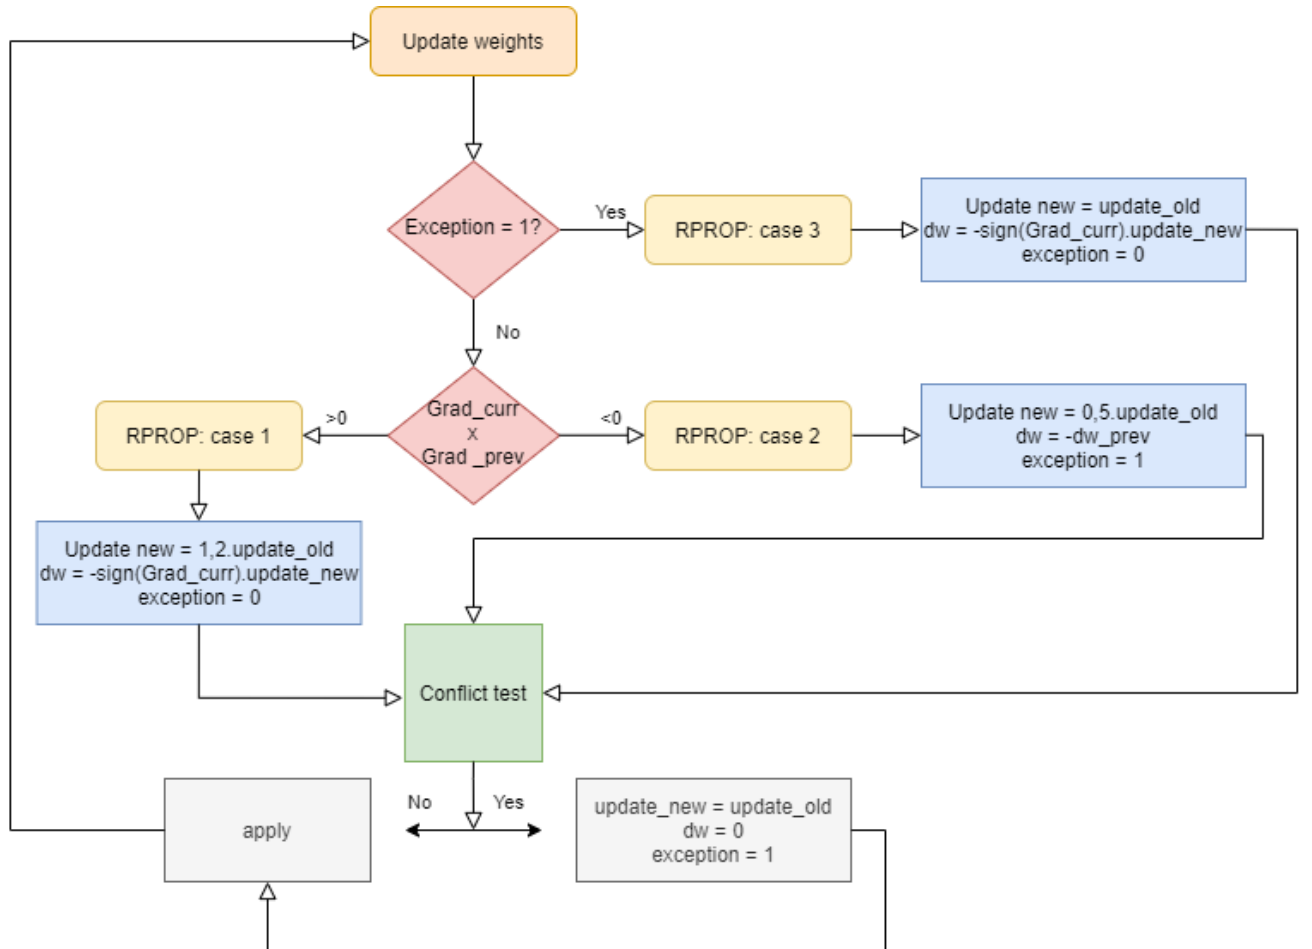 Update weights
Exception = 1?
Yes
RPROP: case 3
Update new = update_old
dw = -sign(Grad_curr).update_new
exception = 0
No
Grad_curr
x
Grad _prev
>0
RPROP: case 1
<0
RPROP: case 2
Update new = 0,5.update_old
dw = -dw_prev
exception = 1
Update new = 1,2.update_old
dw = -sign(Grad_curr).update_new
exception = 0
Conflict test
No
Yes
apply
update_new = update_old
dw = 0
exception = 1